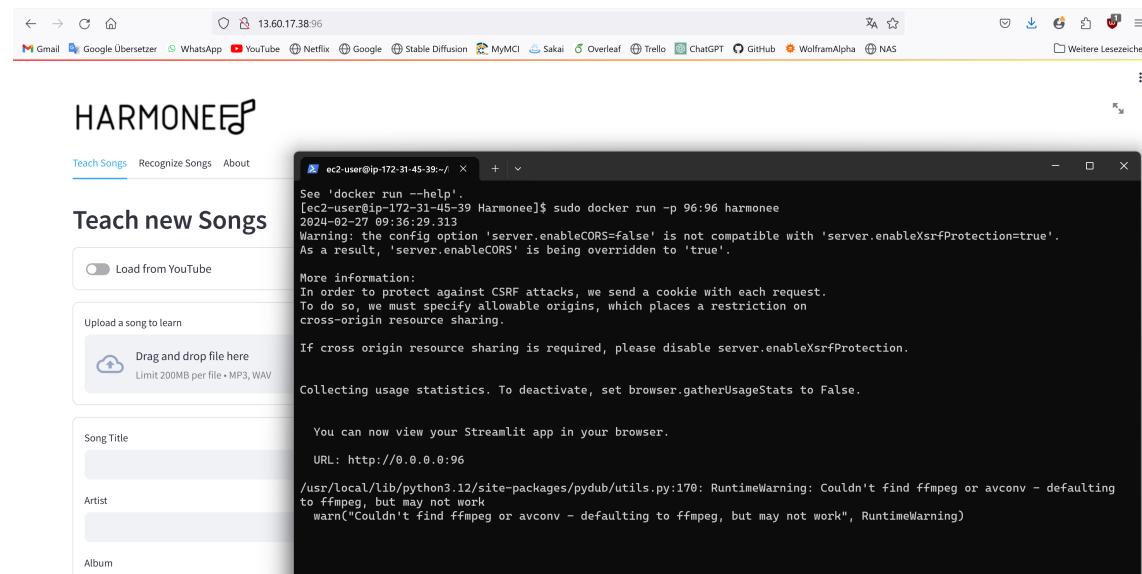 13.60.17.38:96
Gmail Google Übersetzer WhatsApp YouTube Netflix Google Stable Diffusion MyMCI Sakai Overleaf Trello ChatGPT GitHub WolframAlpha NAS Weitere Lesezeiche
HARMONEE
Teach Songs Recognize Songs About
Teach new Songs
Load from YouTube
Upload a song to learn
Drag and drop file here
Limit 200MB per file • MP3, WAV
Song Title
Artist
Album
ec2-user@ip-172-31-45-39:~/
See 'docker run --help'.
[ec2-user@ip-172-31-45-39 Harmonee]$ sudo docker run -p 96:96 harmonee
2024-02-27 09:36:29.313
Warning: the config option 'server.enableCORS=false' is not compatible with 'server.enableXsrfProtection=true'.
As a result, 'server.enableCORS' is being overridden to 'true'.
More information:
In order to protect against CSRF attacks, we send a cookie with each request.
To do so, we must specify allowable origins, which places a restriction on
cross-origin resource sharing.
If cross origin resource sharing is required, please disable server.enableXsrfProtection.
Collecting usage statistics. To deactivate, set browser.gatherUsageStats to False.
You can now view your Streamlit app in your browser.
URL: http://0.0.0.0:96
/usr/local/lib/python3.12/site-packages/pydub/utils.py:170: RuntimeWarning: Couldn't find ffmpeg or avconv - defaulting
to ffmpeg, but may not work
warn("Couldn't find ffmpeg or avconv - defaulting to ffmpeg, but may not work", RuntimeWarning)